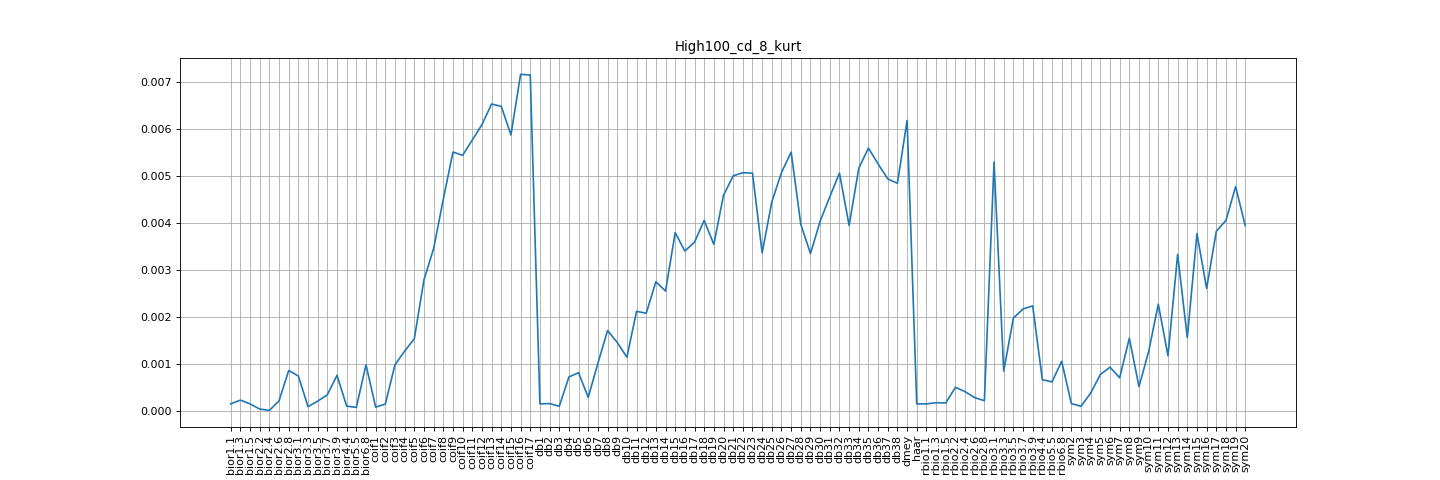 High100_cd_8_kurt
0.007
0.006
0.005
0.004
0.003
0.002
0.001
0.000
bior1.1
bior1.3
bior1.5
bior2.2
bior2.4
bior2.6
bior2.8
bior3.1
bior3.3
bior3.5
bior3.7
bior3.9
bior4.4
bior5.5
bior6.8
coif1
coif2
coif3
coif4
coif5
coif6
coif7
coif8
coif9
coif10
coif11
coif12
coif13
coif14
coif15
coif16
coif17
db1
db2
db3
db4
db5
db6
db7
db8
db9
db10
db11
db12
db13
db14
db15
db16
db17
db18
db19
db20
db21
db22
db23
db24
db25
db26
db27
db28
db29
db30
db31
db32
db33
db34
db35
db36
db37
db38
dmey
haar
rbio1.1
rbio1.3
rbio1.5
rbio2.2
rbio2.4
rbio2.6
rbio2.8
rbio3.1
rbio3.3
rbio3.5
rbio3.7
rbio3.9
rbio4.4
rbio5.5
rbio6.8
sym2
sym3
sym4
sym5
sym6
sym7
sym8
sym9
sym10
sym11
sym12
sym13
sym14
sym15
sym16
sym17
sym18
sym19
sym20